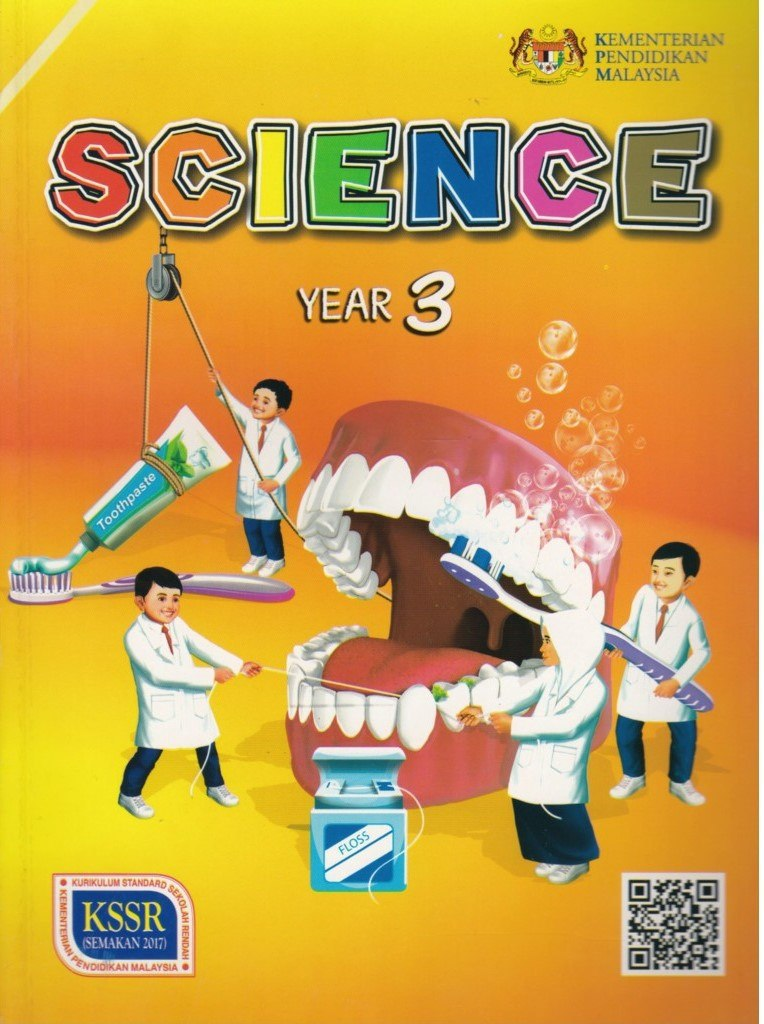 KEMENTERIAN
PENDIDIKAN
MALAYSIA
SCIENCE
YEAR 3
Toothpaste
FLOSS
KURIKULUM STANDARD SEKOLAH RENDAH
KSSR
(SEMAKAN 2017)
KEMENTERIAN PENDIDIKAN MALAYSIA